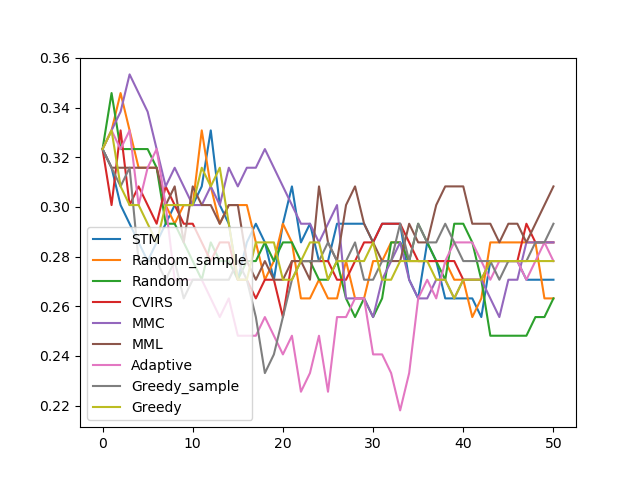 0.36
0.34
0.32
0.30
0.28
0.26
0.24
0.22
STM
Random_sample
Random
CVIRS
MMC
MML
Adaptive
Greedy_sample
Greedy
0 10 20 30 40 50